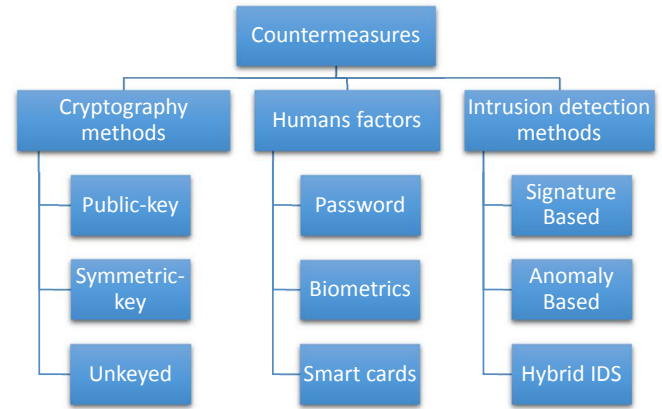 Countermeasures
Cryptography
methods
Humans factors
Intrusion detection
methods
Public-key
Symmetric-
key
Unkeyed
Password
Biometrics
Smart cards
Signature
Based
Anomaly
Based
Hybrid IDS